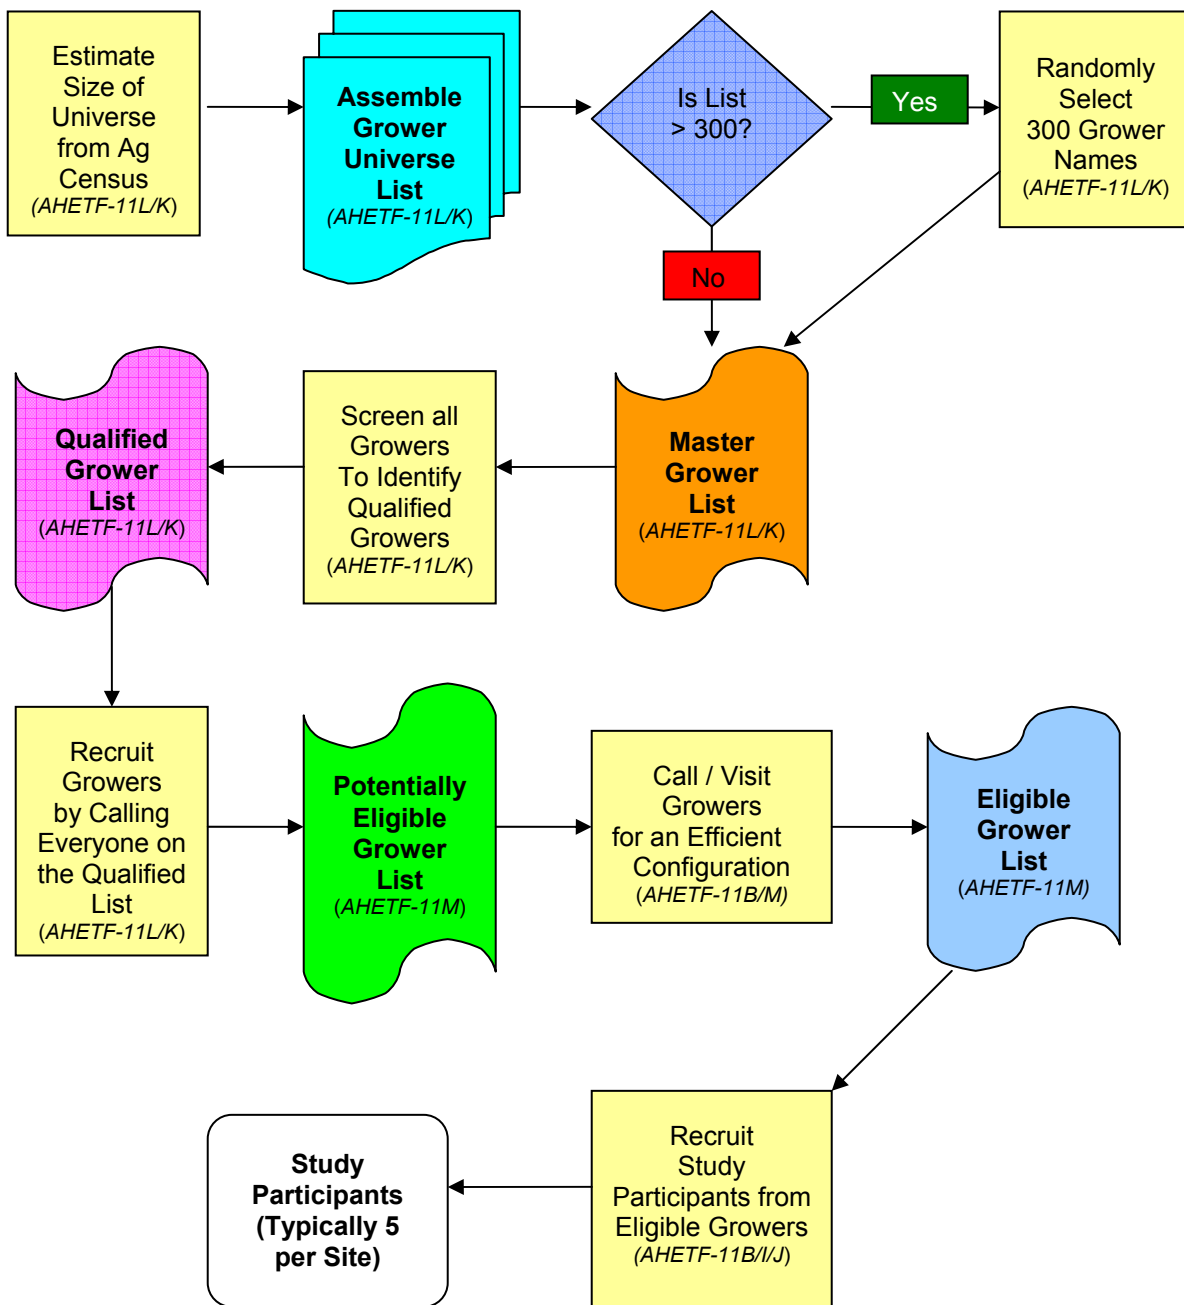 Estimate
Size of
Universe
from Ag
Census
(AHETF-11L/K)
Assemble
Grower
Universe
List
(AHETF-11L/K)
Is List
> 300?
Yes
Randomly
Select
300 Grower
Names
(AHETF-11L/K)
No
Qualified
Grower
List
(AHETF-11L/K)
Screen all
Growers
To Identify
Qualified
Growers
(AHETF-11L/K)
Master
Grower
List
(AHETF-11L/K)
Recruit
Growers
by Calling
Everyone on
the Qualified
List
(AHETF-11L/K)
Potentially
Eligible
Grower
List
(AHETF-11M)
Call / Visit
Growers
for an Efficient
Configuration
(AHETF-11B/M)
Eligible
Grower
List
(AHETF-11M)
Study
Participants
(Typically 5
per Site)
Recruit
Study
Participants from
Eligible Growers
(AHETF-11B/I/J)